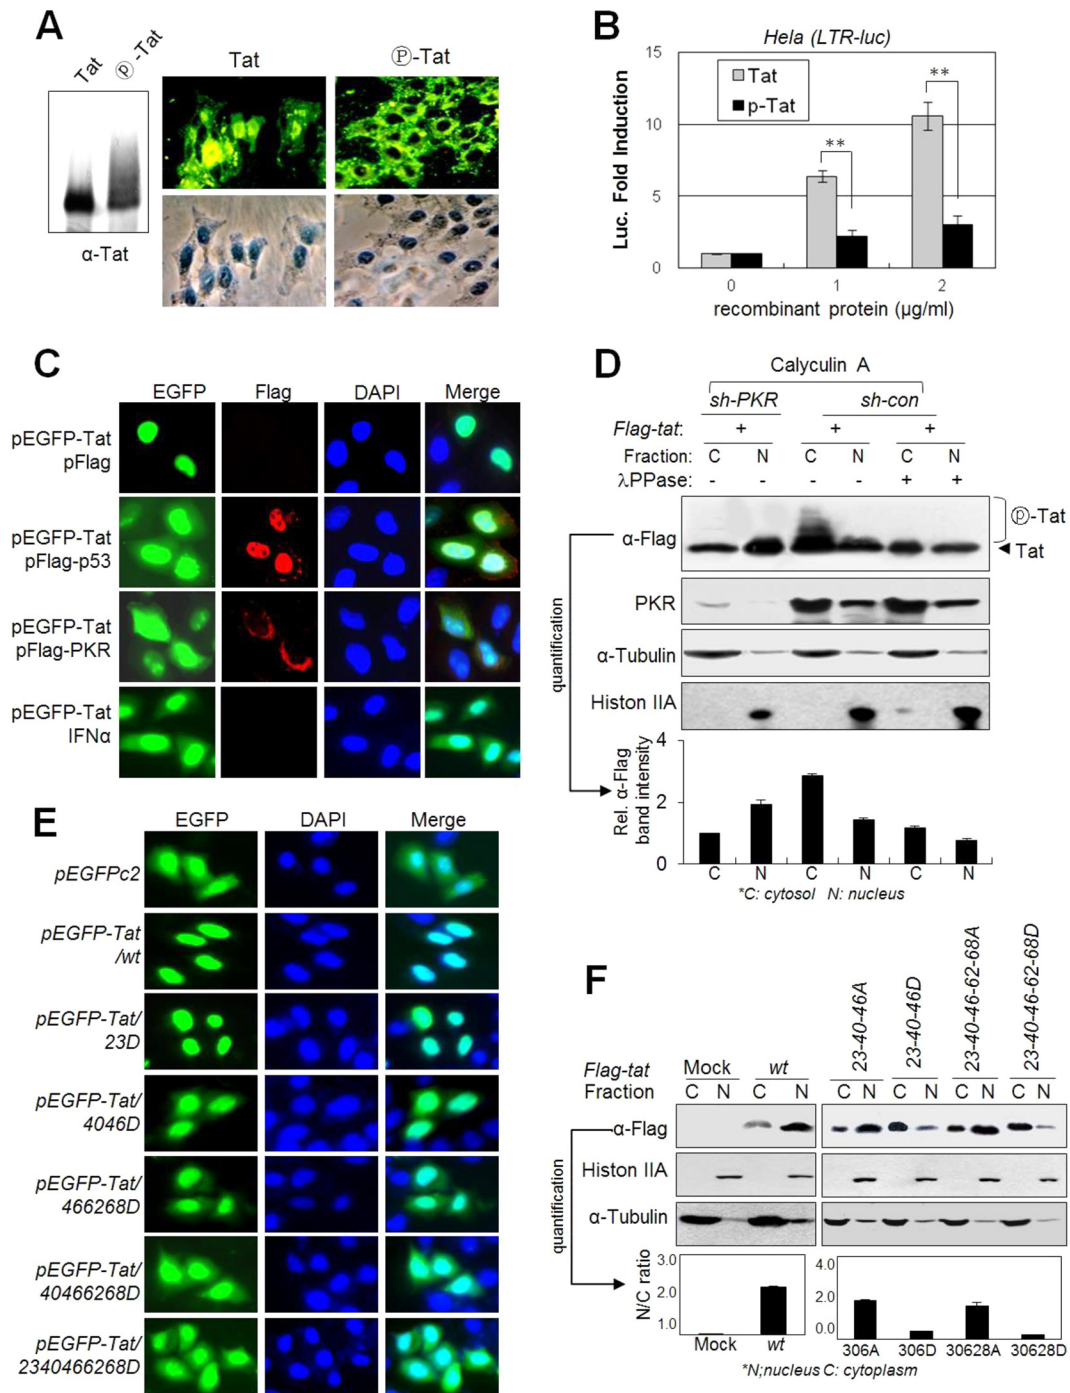 A
Tat
ⓟ-Tat
α-Tat
Tat
Ⓟ-Tat
B
Hela (LTR-luc)
15
10
5
0
Luc. Fold Induction
Tat
p-Tat
**
**
0 1 2
recombinant protein (µg/ml)
C
EGFP Flag DAPI Merge
pEGFP-Tat
pFlag
pEGFP-Tat
pFlag-p53
pEGFP-Tat
pFlag-PKR
pEGFP-Tat
IFNα
D
Calyculin A
sh-PKR sh-con
Flag-tat: + + +
Fraction: C N C N C N
λPPase: - - - - + +
α-Flag
ⓟ-Tat
◄ Tat
PKR
α-Tubulin
Histon IIA
quantification
Rel. α-Flag
band intensity
4
2
0
C N C N C N
*C: cytosol N: nucleus
E
EGFP DAPI Merge
pEGFPc2
pEGFP-Tat
/wt
pEGFP-Tat/
23D
pEGFP-Tat/
4046D
pEGFP-Tat/
466268D
pEGFP-Tat/
40466268D
pEGFP-Tat/
2340466268D
F
23-40-46A
23-40-46D
23-40-46-62-68A
23-40-46-62-68D
Flag-tat Mock wt
Fraction C N C N C N C N C N C N
α-Flag
Histon IIA
α-Tubulin
quantification
N/C ratio
3.0
2.0
1.0
Mock wt
4.0
2.0
0.0
306A 306D 30628A 30628D
*N;nucleus C: cytoplasm